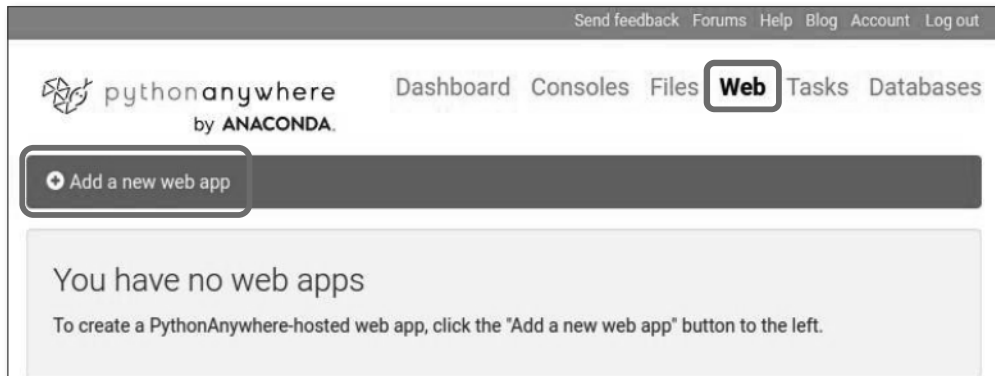 Send feedback Forums Help Blog Account Log out
pythonanywhere
by ANACONDA.
Dashboard Consoles Files Web Tasks Databases
Add a new web app
You have no web apps
To create a PythonAnywhere-hosted web app, click the "Add a new web app" button to the left.